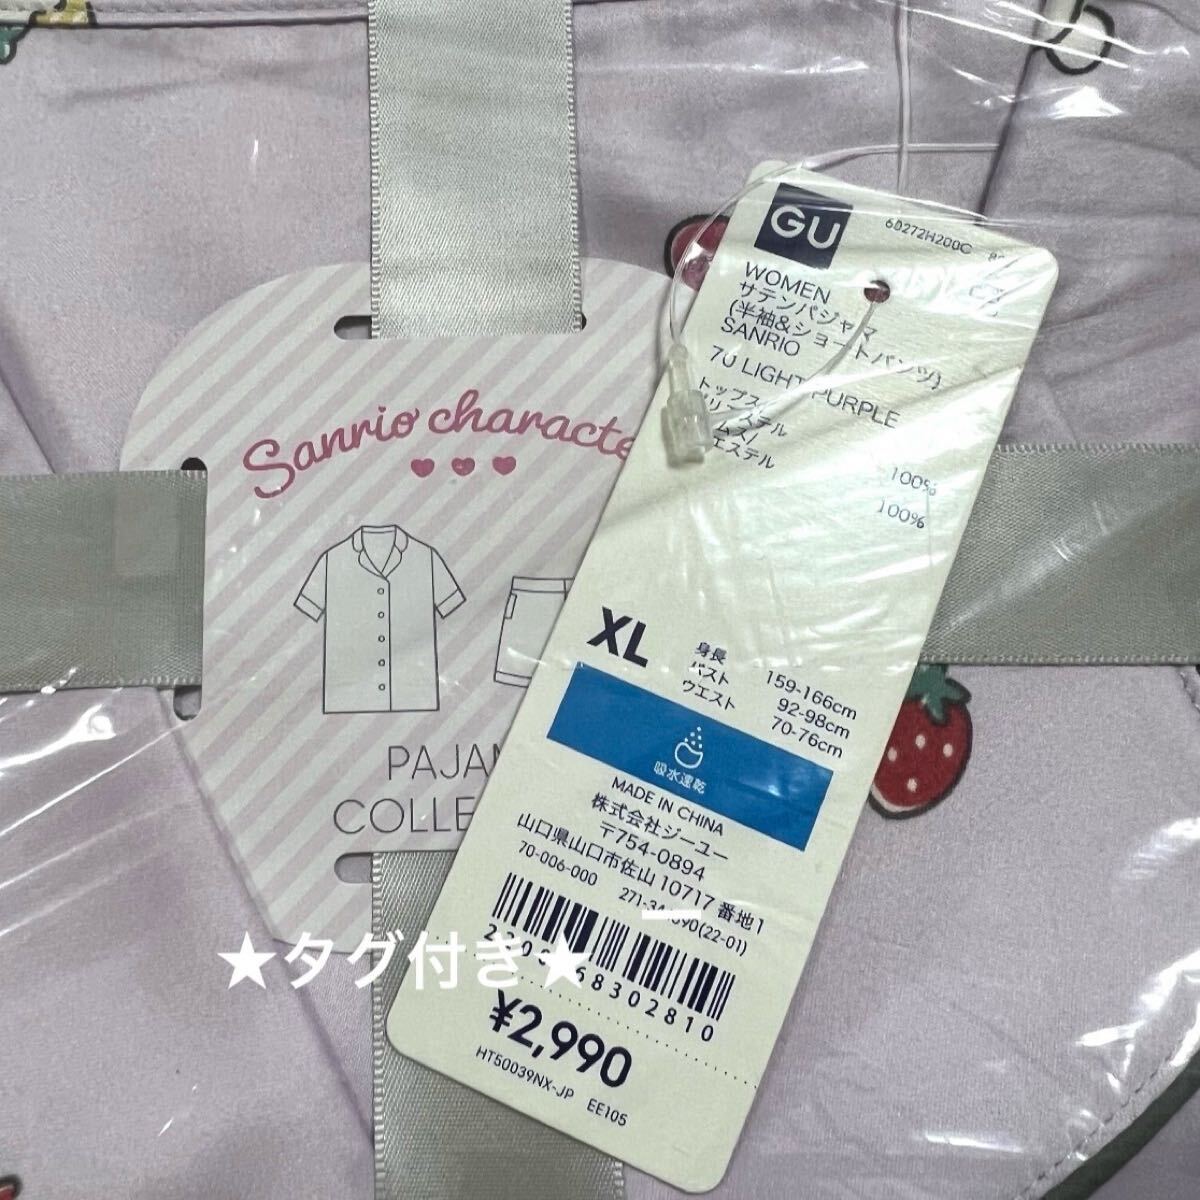 Sanrio characte
PAJAM
COLLE
GU
6B272H200C
WOMEN
サテンパジャマ
(半袖&ショートパンツ)
SANRIO
70 LIGHT PURPLE
トップス
エステル
100%
100%
XL
身長 159-166cm
バスト 92-98cm
ウエスト 70-76cm
吸水速乾
MADE IN CHINA
株式会社ジーユー
〒754-0894
山口県山口市佐山10717番地1
70-006-000
(22-01)
68302810
¥2,990
HT50039NX-JP EE105
★タグ付き★